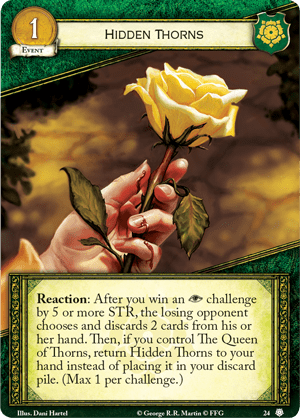 1
EVENT
HIDDEN THORNS
Reaction: After you win an challenge
by 5 or more STR, the losing opponent
chooses and discards 2 cards from his or
her hand. Then, if you control The Queen
of Thorns, return Hidden Thorns to your
hand instead of placing it in your discard
pile. (Max 1 per challenge.)
Illus. Dani Hartel
© George R.R. Martin © FFG
24